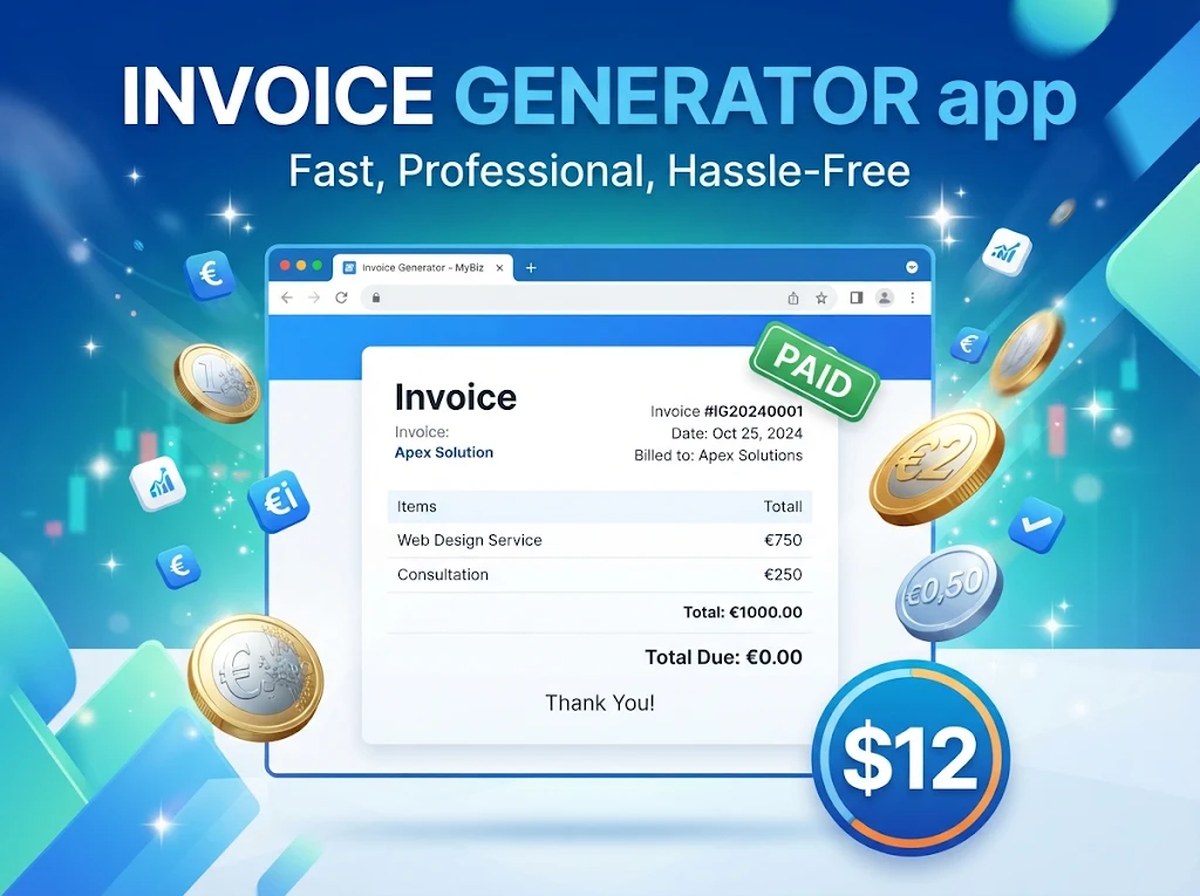 INVOICE GENERATOR app
Fast, Professional, Hassle-Free
Invoice Generator - MyBiz
PAID
Invoice
Invoice #IG20240001
Invoice:
Date: Oct 25, 2024
Apex Solution
Billed to: Apex Solutions
Items Totall
Web Design Service €750
Consultation €250
Total: €1000.00
Total Due: €0.00
Thank You!
€
€i
€
€
1
€
€2
€0,50
$12